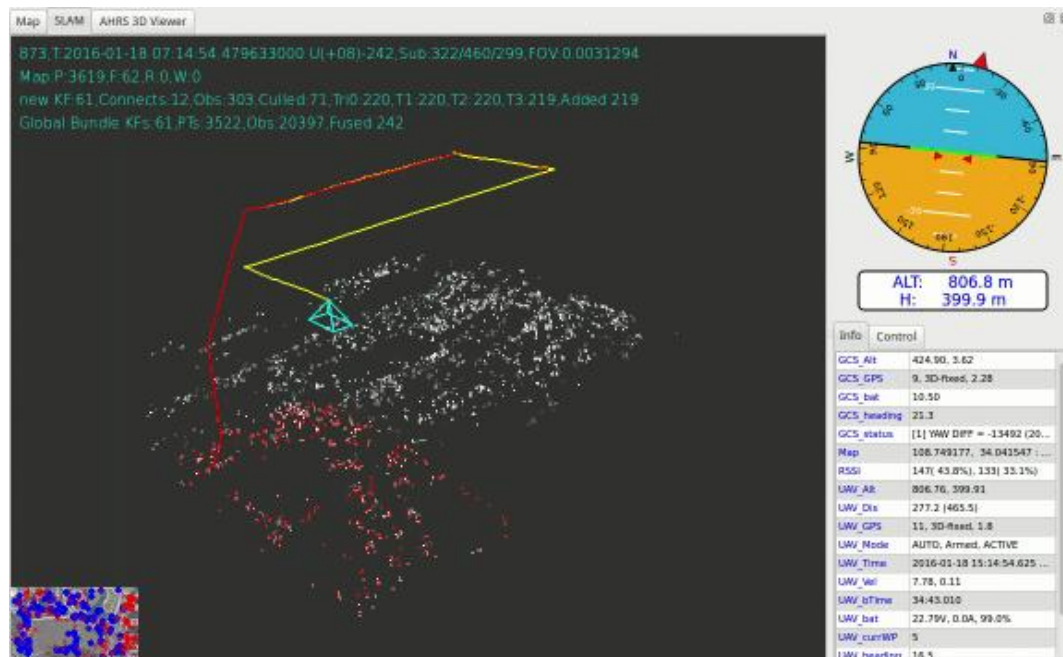 Map SLAM AHRS 3D Viewer
873,T:2016-01-18 07:14:54.479633000 U(+08)-242,Sub:322/460/299,FOV:0.0031294
Map P:3619,F:62,R:0,W:0
new KF:61,Connects:12,Obs: 303,Culled 71,Tri0:220,T1:220,T2: 220,T3:219,Added 219
Global Bundle KFs:61,PTs 3522,Obs:20397,Fused 242
N
W
E
S
ALT: 806.8 m
H: 399.9 m
Info Control
GCS_Alt 424.90, 3.62
GCS_GPS 9, 3D-fixed, 2.28
GCS_bat 10.50
GCS_heading 21.3
GCS_status [1] YAW DIFF = -13492 (20...
Map 108.749177, 34.041547 : ...
RSSI 147( 43.8%), 133( 33.1%)
UAV_Alt 806.76, 399.91
UAV_Dis 277.2 (465.5)
UAV_GPS 11, 3D-fixed, 1.8
UAV_Mode AUTO, Armed, ACTIVE
UAV_Time 2016-01-18 15:14:54.625 ...
UAV_Vel 7.78, 0.11
UAV_bTime 34:43.010
UAV_bat 22.79V, 0.0A, 99.0%
UAV_currWP 5
UAV_heading 16.5